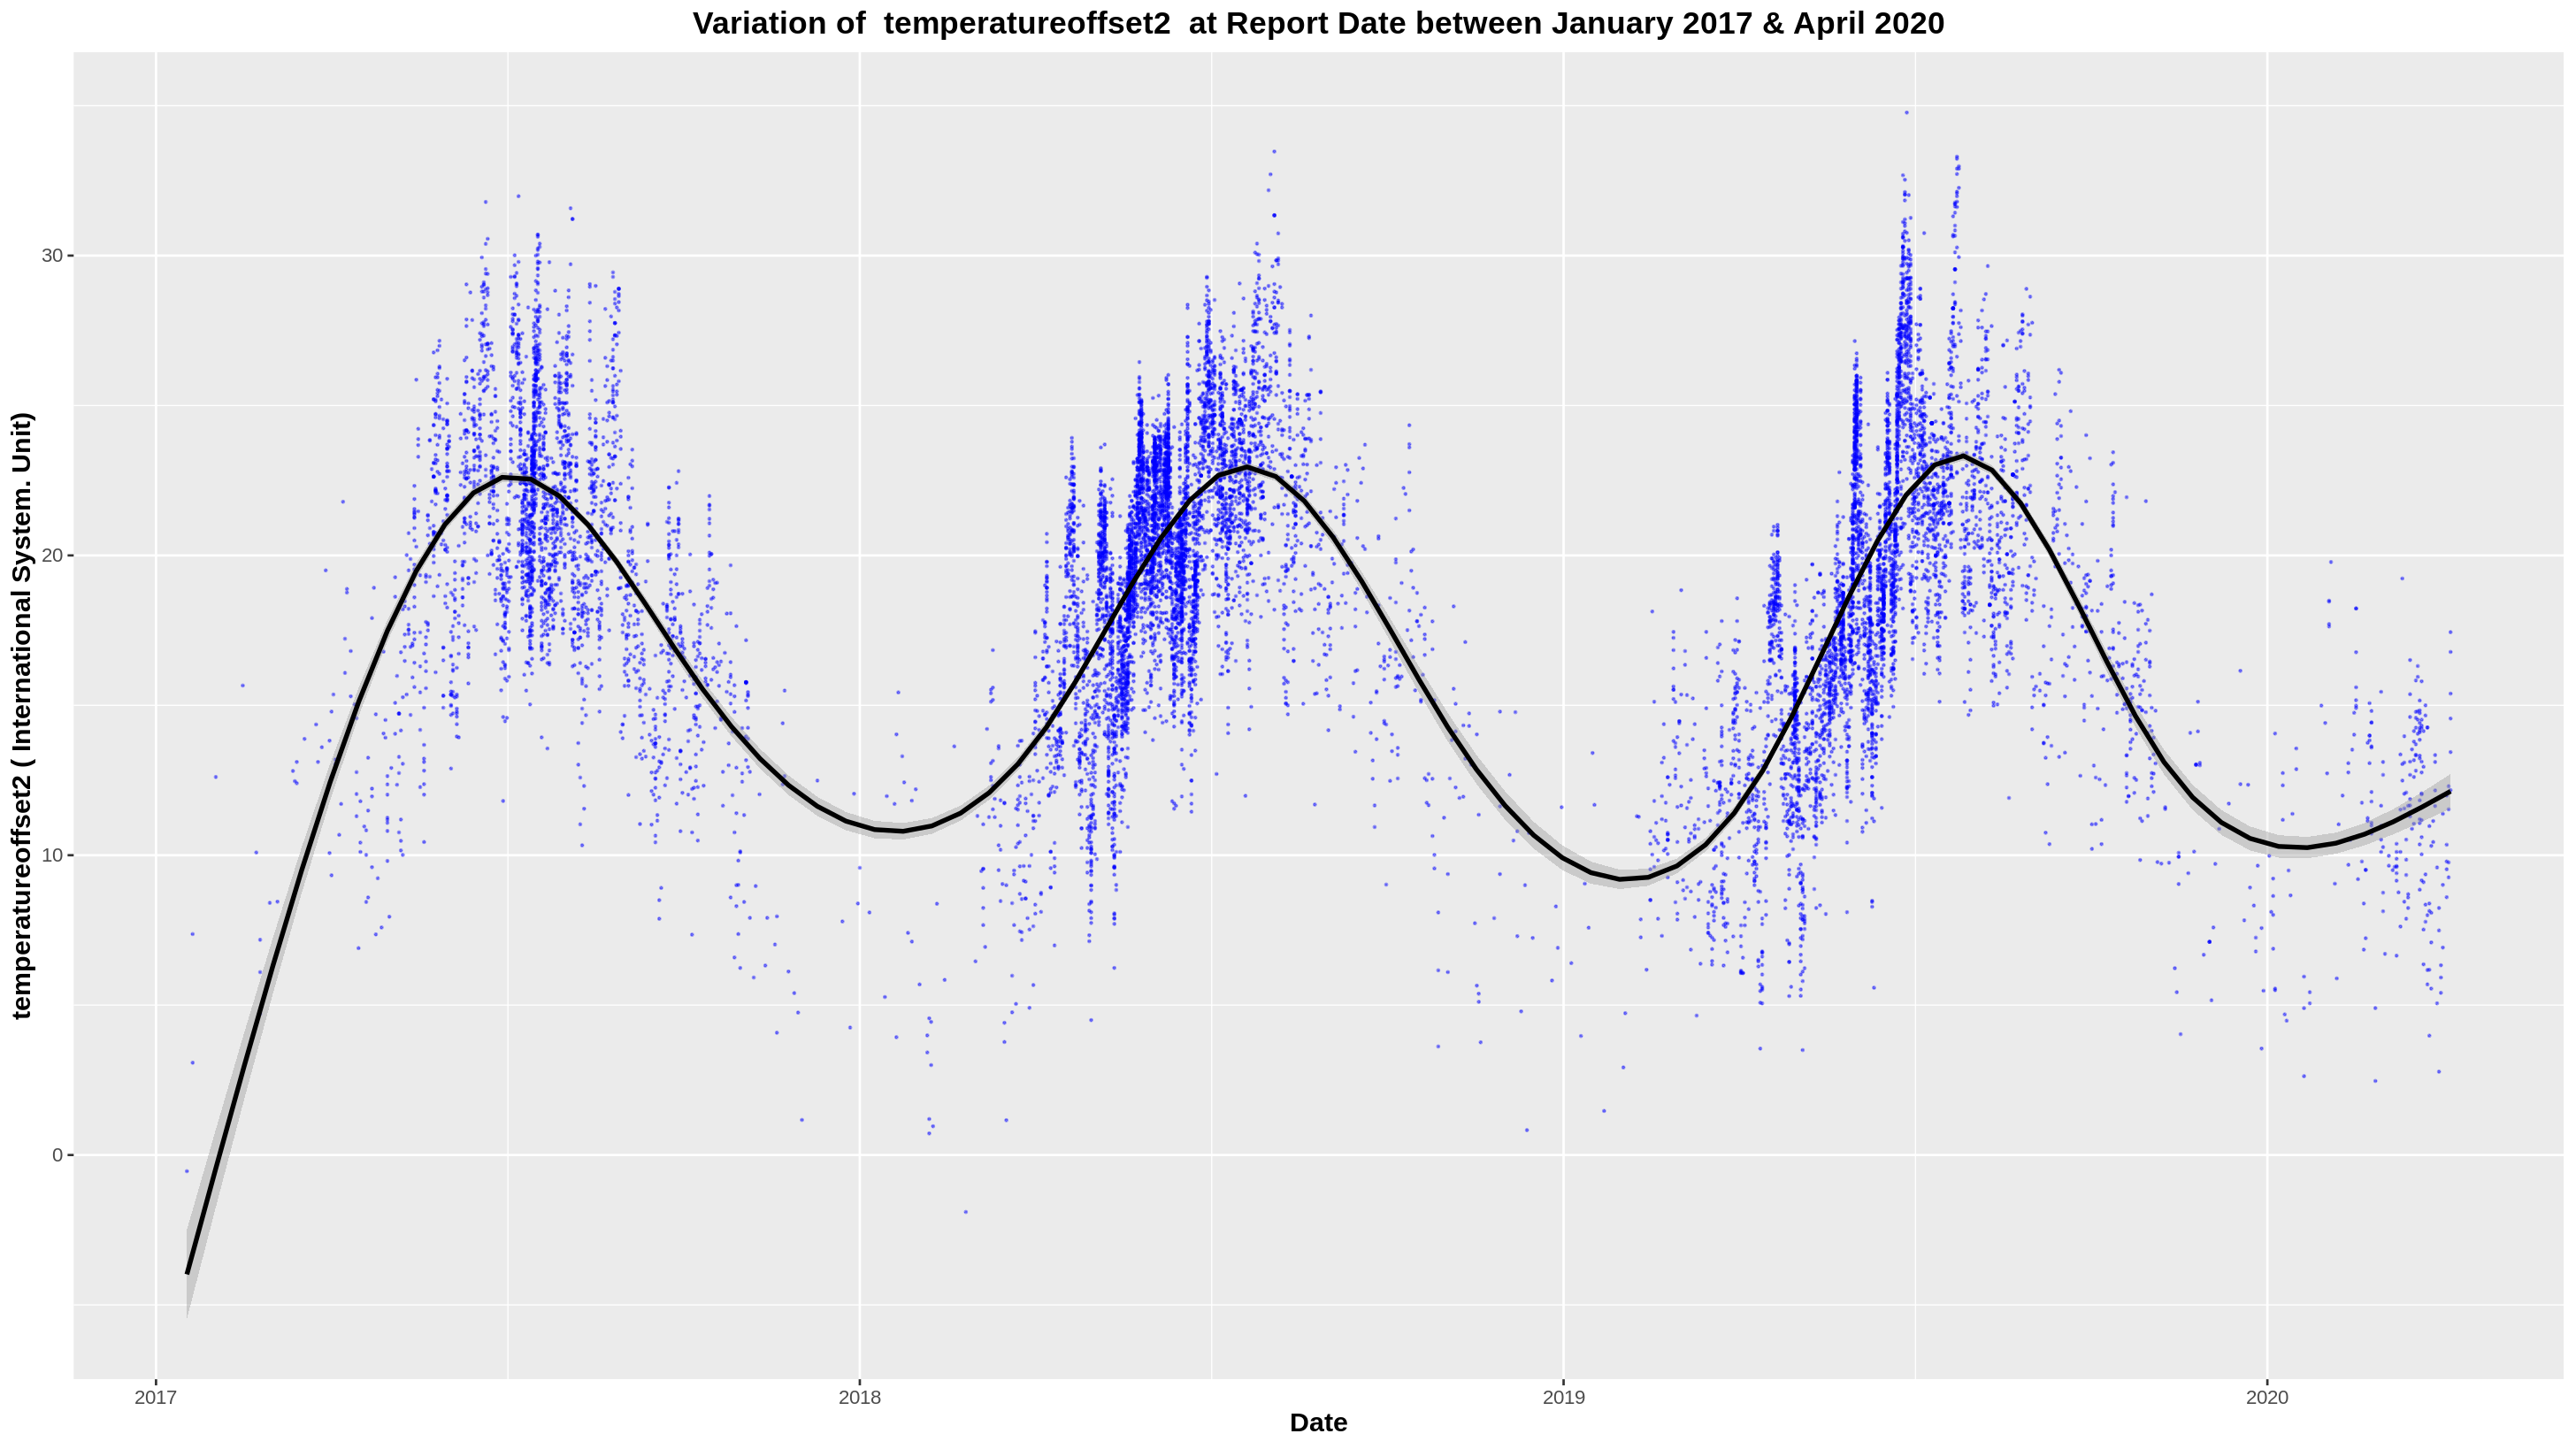 Variation of  temperatureoffset2  at Report Date between January 2017 & April 2020
temperatureoffset2 ( International System. Unit)
30
20
10
0
2017
2018
2019
2020
Date